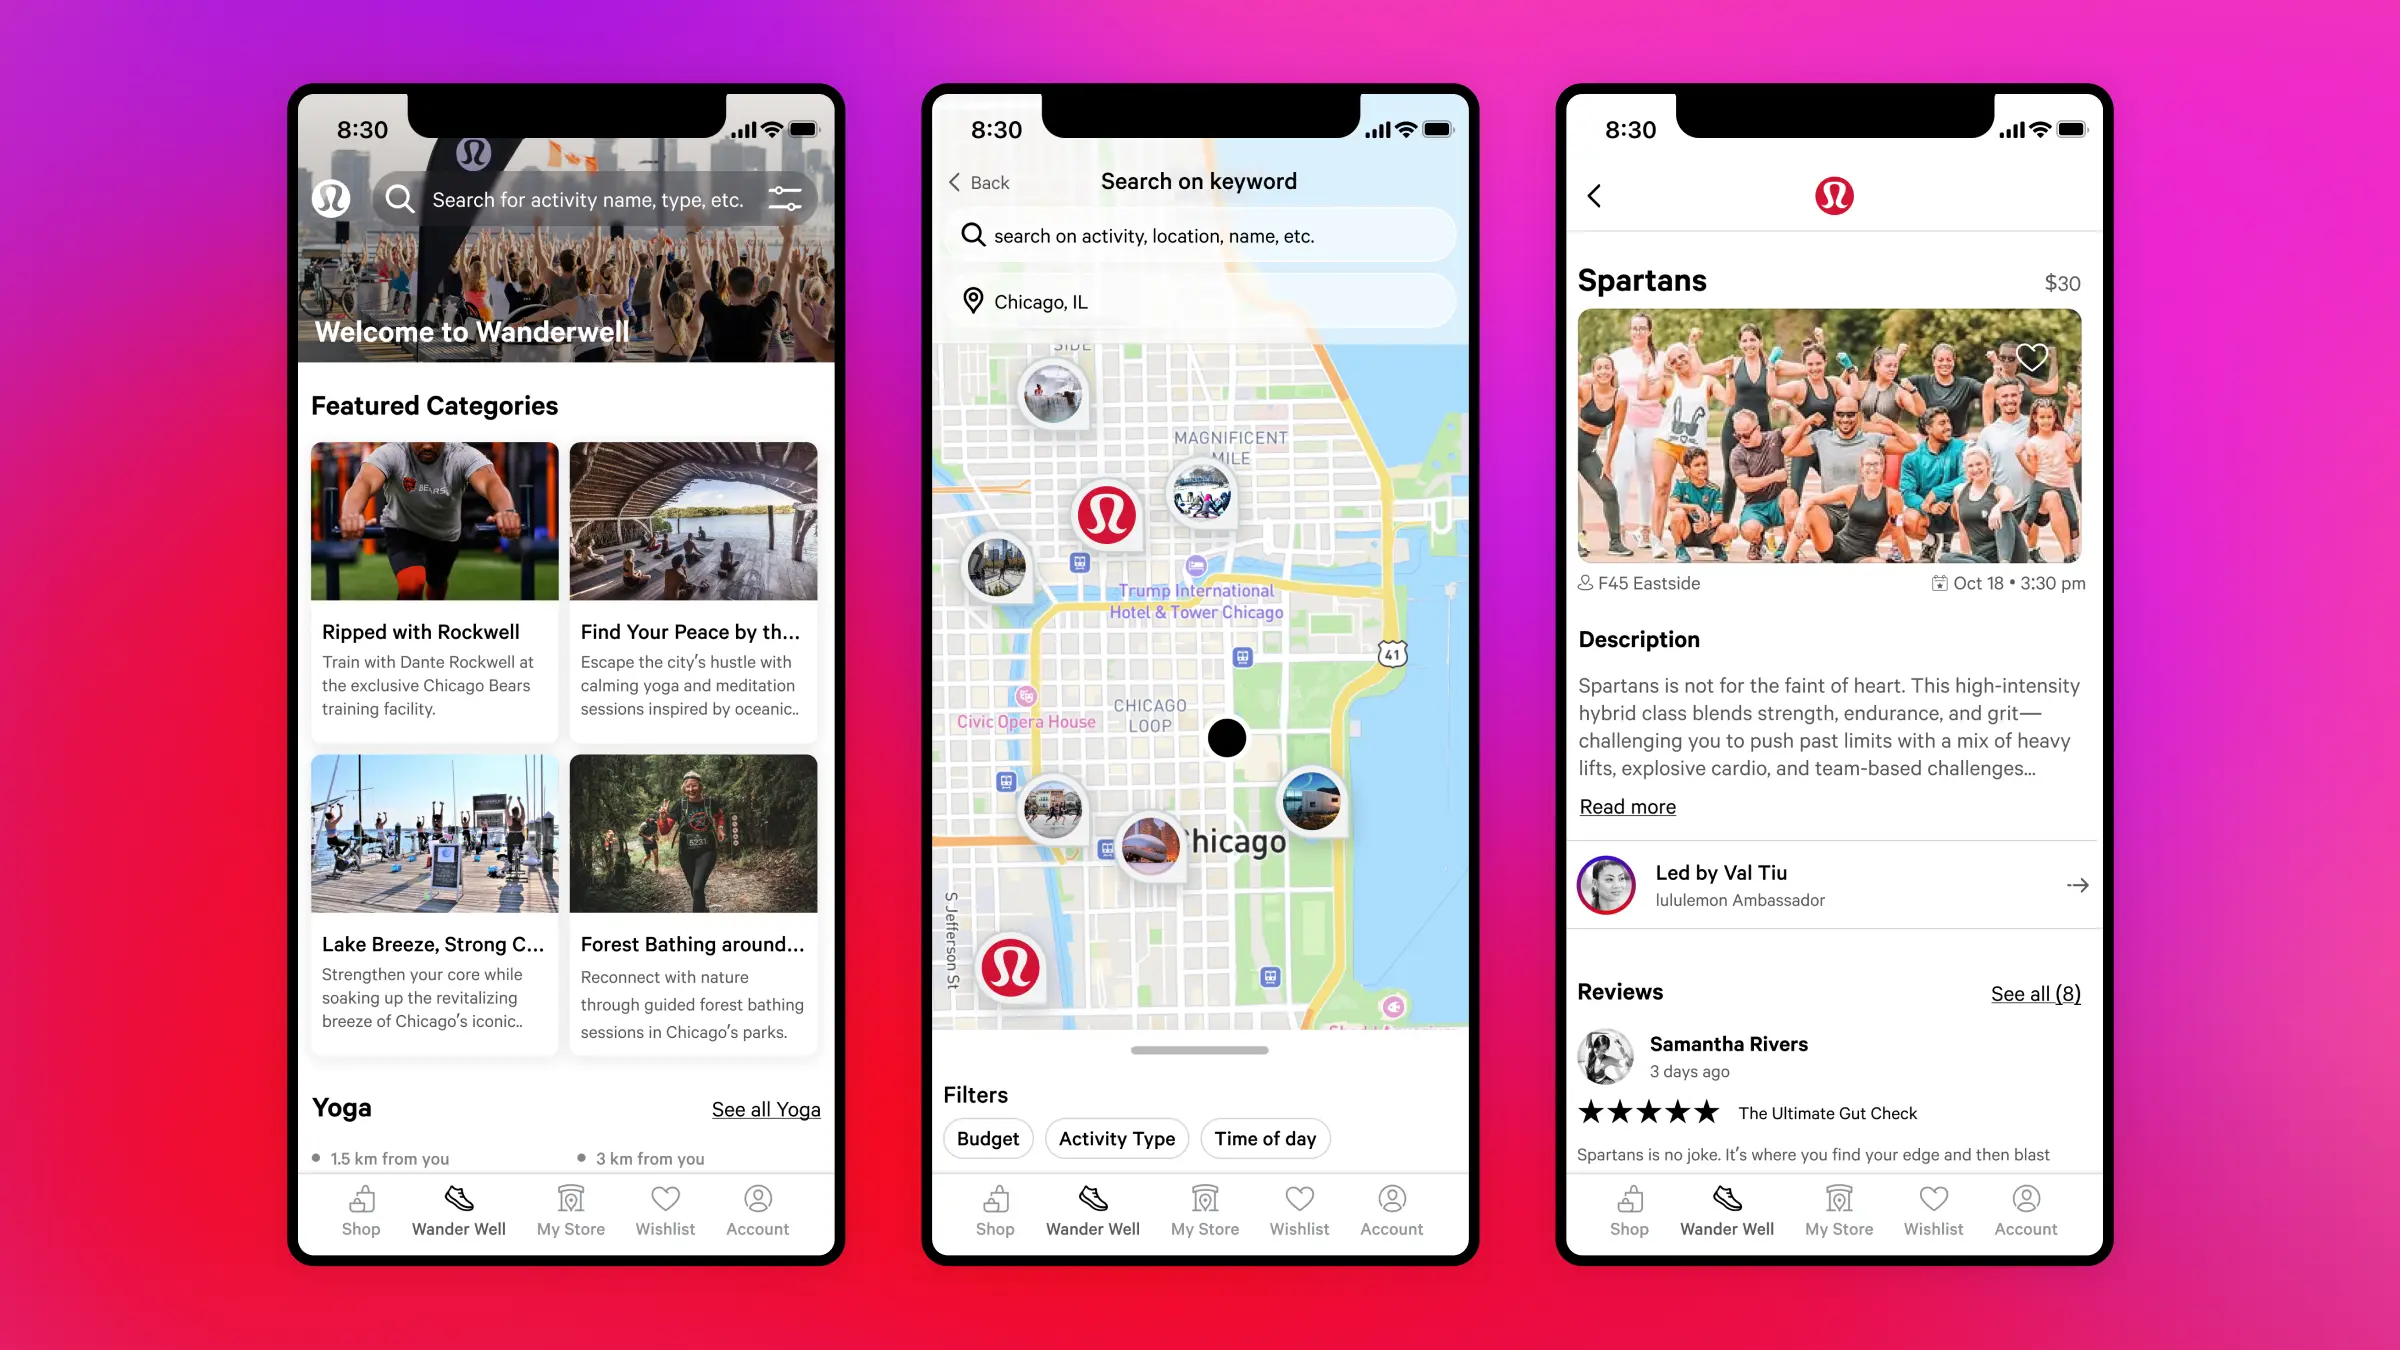 8:30
Search for activity name, type, etc.
Welcome to Wanderwell
Featured Categories
BEARS
Ripped with Rockwell
Train with Dante Rockwell at
the exclusive Chicago Bears
training facility.
Find Your Peace by th...
Escape the city's hustle with
calming yoga and meditation
sessions inspired by oceanic..
5231
Lake Breeze, Strong C...
Strengthen your core while
soaking up the revitalizing
breeze of Chicago's iconic..
Forest Bathing around...
Reconnect with nature
through guided forest bathing
sessions in Chicago's parks.
Yoga
See all Yoga
1.5 km from you
3 km from you
Shop
Wander Well
My Store
Wishlist
Account
8:30
Back
Search on keyword
search on activity, location, name, etc.
Chicago, IL
SIDE
MAGNIFICENT
MILE
Trump International
Hotel & Tower Chicago
41
CHICAGO
LOOP
Civic Opera House
hicago
S Jefferson St
Filters
Budget
Activity Type
Time of day
Shop
Wander Well
My Store
Wishlist
Account
8:30
Spartans
$30
F45 Eastside
Oct 18 • 3:30 pm
Description
Spartans is not for the faint of heart. This high-intensity
hybrid class blends strength, endurance, and grit—
challenging you to push past limits with a mix of heavy
lifts, explosive cardio, and team-based challenges...
Read more
Led by Val Tiu
lululemon Ambassador
Reviews
See all (8)
Samantha Rivers
3 days ago
The Ultimate Gut Check
Spartans is no joke. It's where you find your edge and then blast
Shop
Wander Well
My Store
Wishlist
Account